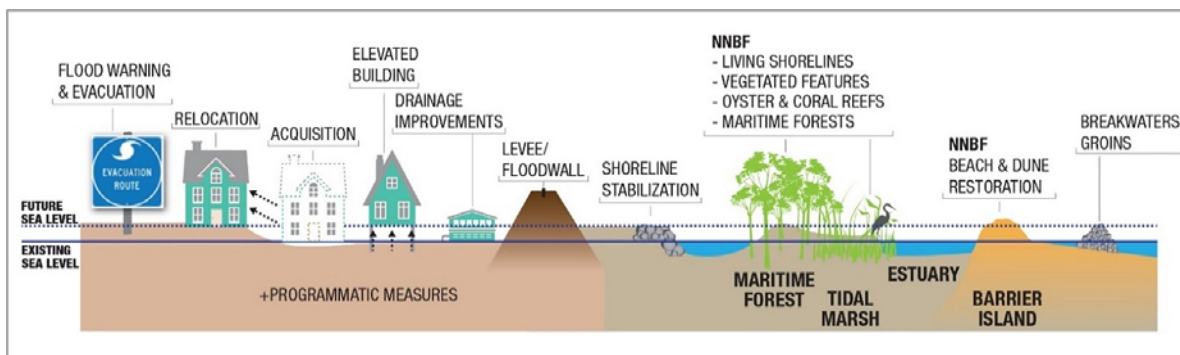 FLOOD WARNING
& EVACUATION
EVACUATION
ROUTE
RELOCATION
ACQUISITION
ELEVATED
BUILDING
DRAINAGE
IMPROVEMENTS
LEVEE/
FLOODWALL
SHORELINE
STABILIZATION
NNBF
- LIVING SHORELINES
- VEGETATED FEATURES
- OYSTER & CORAL REEFS
- MARITIME FORESTS
NNBF
BEACH & DUNE
RESTORATION
BREAKWATERS
GROINS
FUTURE
SEA LEVEL
EXISTING
SEA LEVEL
+PROGRAMMATIC MEASURES
MARITIME
FOREST
TIDAL
MARSH
ESTUARY
BARRIER
ISLAND